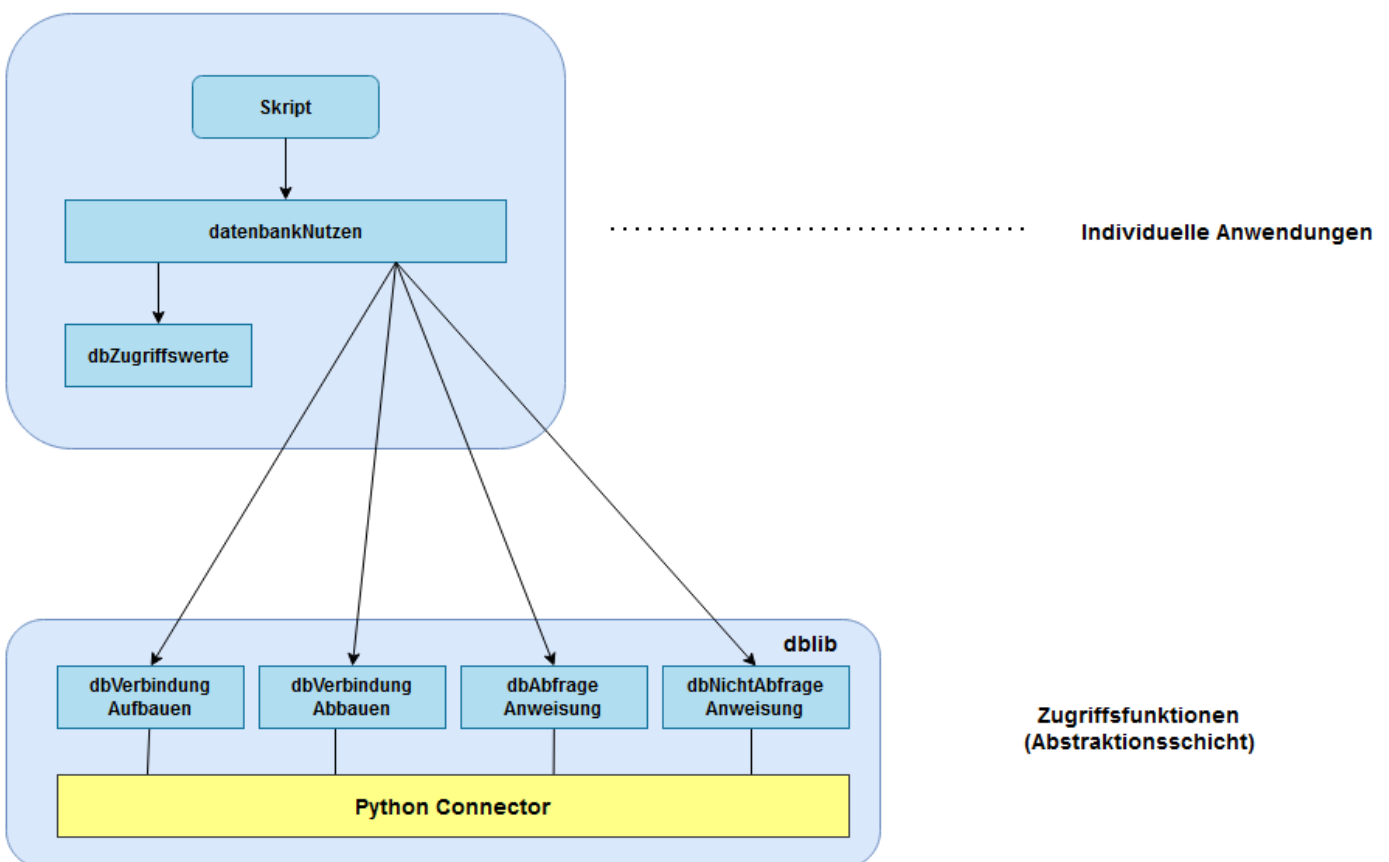 Skript
datenbankNutzen
Individuelle Anwendungen
dbZugriffswerte
dblib
dbVerbindung
Aufbauen
dbVerbindung
Abbauen
dbAbfrage
Anweisung
dbNichtAbfrage
Anweisung
Zugriffsfunktionen
(Abstraktionsschicht)
Python Connector